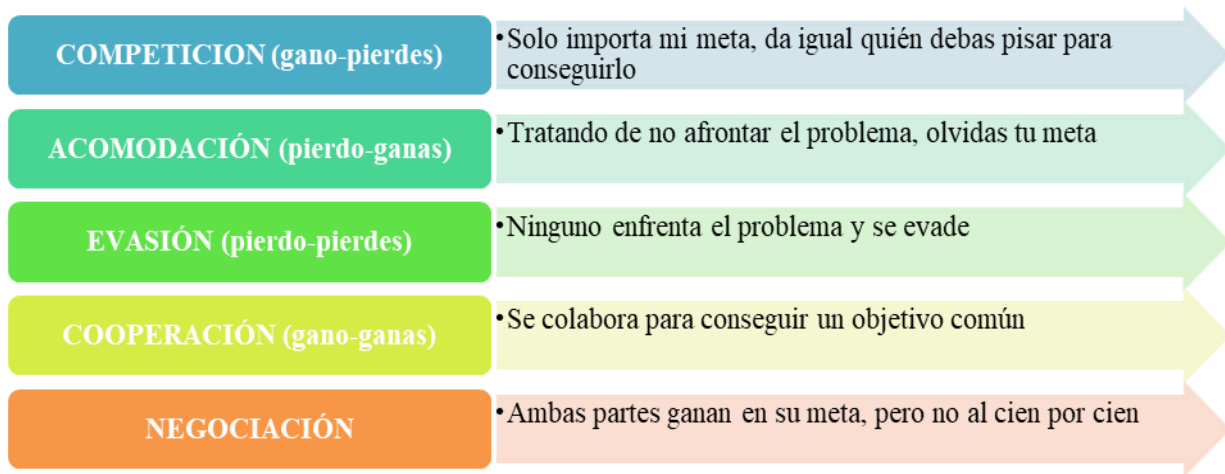 COMPETICION (gano-pierdes)
•Solo importa mi meta, da igual quién debas pisar para
conseguirlo
ACOMODACIÓN (pierdo-ganas)
•Tratando de no afrontar el problema, olvidas tu meta
EVASIÓN (pierdo-pierdes)
•Ninguno enfrenta el problema y se evade
COOPERACIÓN (gano-ganas)
•Se colabora para conseguir un objetivo común
NEGOCIACIÓN
•Ambas partes ganan en su meta, pero no al cien por cien